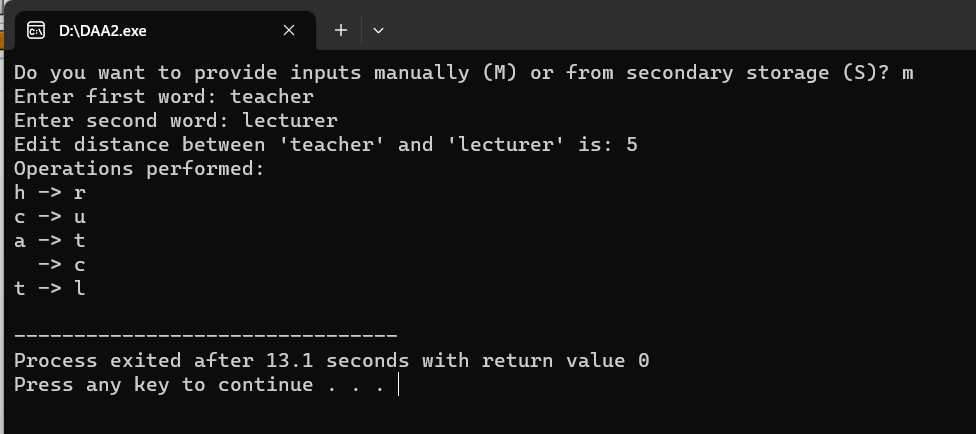 D:\DAA2.exe
Do you want to provide inputs manually (M) or from secondary storage (S)? m
Enter first word: teacher
Enter second word: lecturer
Edit distance between 'teacher' and 'lecturer' is: 5
Operations performed:
h -> r
c -> u
a -> t
  -> c
t -> l
--------------------------------
Process exited after 13.1 seconds with return value 0
Press any key to continue . . .